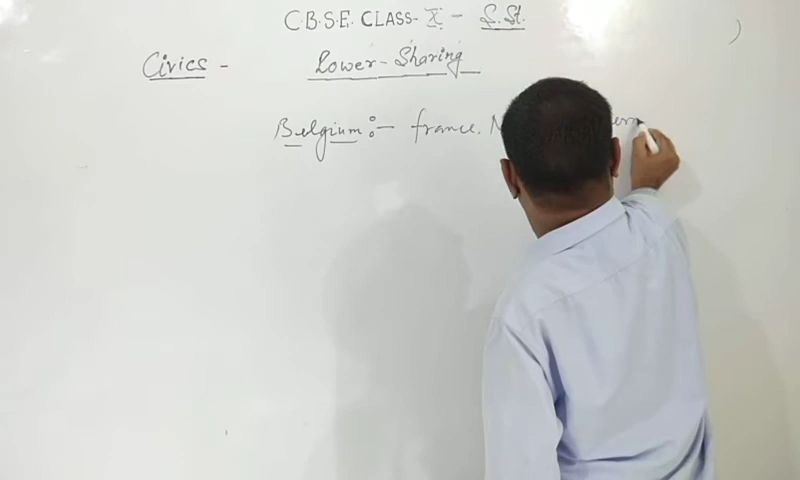 C.B.S.E. CLASS- X - S.St.
Civics - Power-Sharing
Belgium :- france.